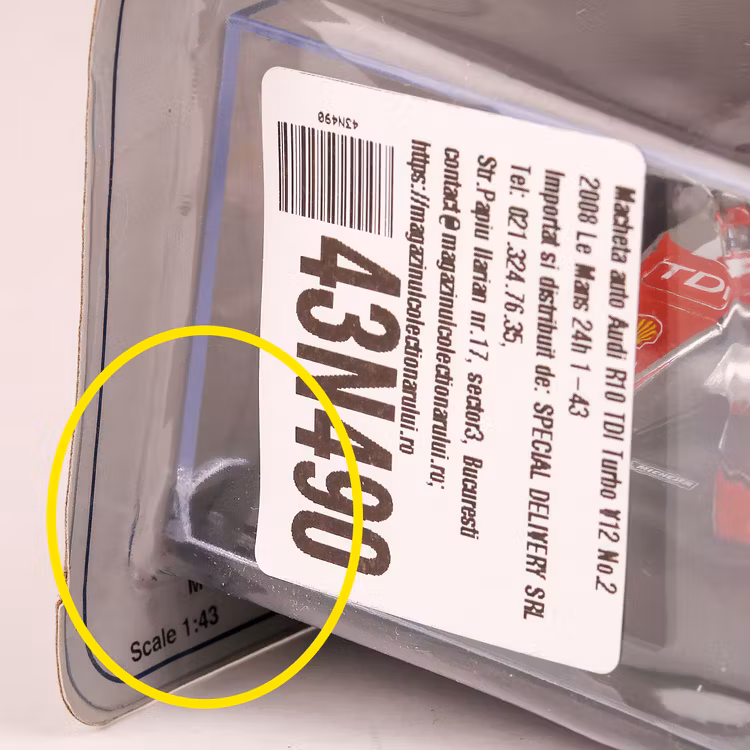 43N490
43N490
Macheta auto Audi R10 TDI Turbo V12 No.2
2008 Le Mans 24h 1-43
Importat si distribuit de: SPECIAL DELIVERY SRL
Tel: 021.324.76.35,
Str.Papiu Ilarian nr.17, sector3, Bucuresti
contact@magazinulcolectionarului.ro;
https://magazinulcolectionarului.ro
TDI
MICHELIN
Scale 1:43